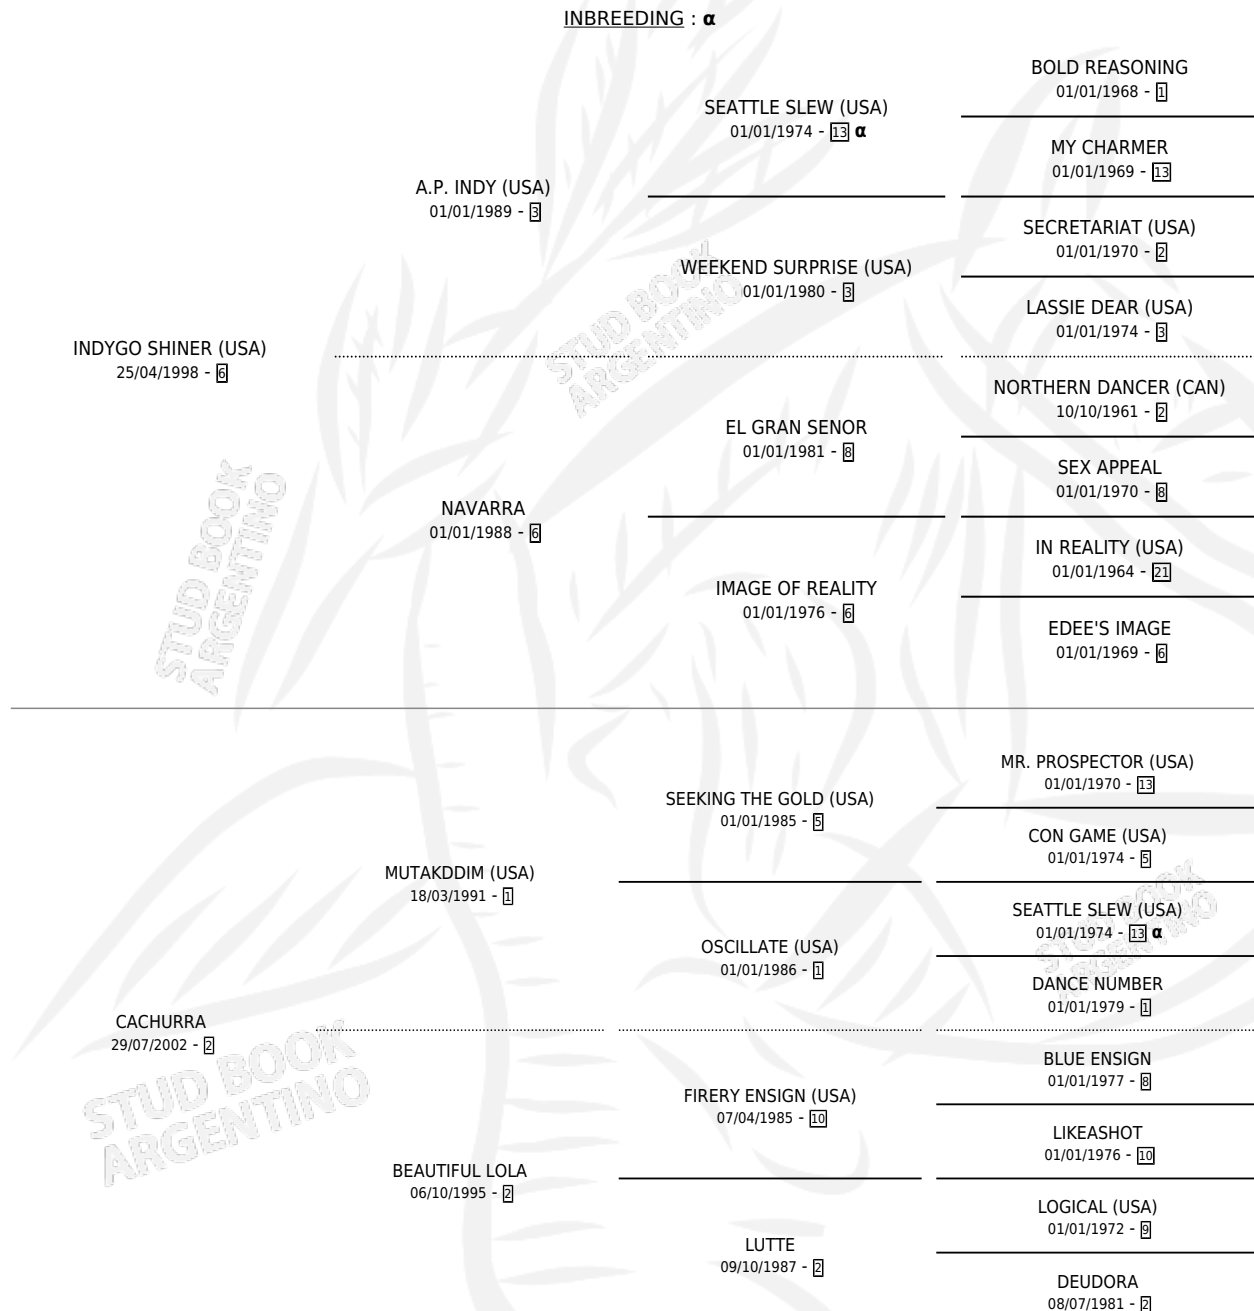 INBREEDING : α
BOLD REASONING
01/01/1968 - 1
SEATTLE SLEW (USA)
01/01/1974 - 13 α
MY CHARMER
01/01/1969 - 13
A.P. INDY (USA)
01/01/1989 - 3
SECRETARIAT (USA)
01/01/1970 - 2
WEEKEND SURPRISE (USA)
01/01/1980 - 3
LASSIE DEAR (USA)
01/01/1974 - 3
INDYGO SHINER (USA)
25/04/1998 - 6
NORTHERN DANCER (CAN)
10/10/1961 - 2
EL GRAN SENOR
01/01/1981 - 8
SEX APPEAL
01/01/1970 - 8
NAVARRA
01/01/1988 - 6
IN REALITY (USA)
01/01/1964 - 21
IMAGE OF REALITY
01/01/1976 - 6
EDEE'S IMAGE
01/01/1969 - 6
MR. PROSPECTOR (USA)
01/01/1970 - 13
SEEKING THE GOLD (USA)
01/01/1985 - 5
CON GAME (USA)
01/01/1974 - 5
MUTAKDDIM (USA)
18/03/1991 - 1
SEATTLE SLEW (USA)
01/01/1974 - 13 α
OSCILLATE (USA)
01/01/1986 - 1
DANCE NUMBER
01/01/1979 - 1
CACHURRA
29/07/2002 - 2
BLUE ENSIGN
01/01/1977 - 8
FIRERY ENSIGN (USA)
07/04/1985 - 10
LIKEASHOT
01/01/1976 - 10
BEAUTIFUL LOLA
06/10/1995 - 2
LOGICAL (USA)
01/01/1972 - 9
LUTTE
09/10/1987 - 2
DEUDORA
08/07/1981 - 2
STUD BOOK
ARGENTINO
STUD BOOK
ARGENTINO
STUD BOOK
ARGENTINO
STUD BOOK
ARGENTINO